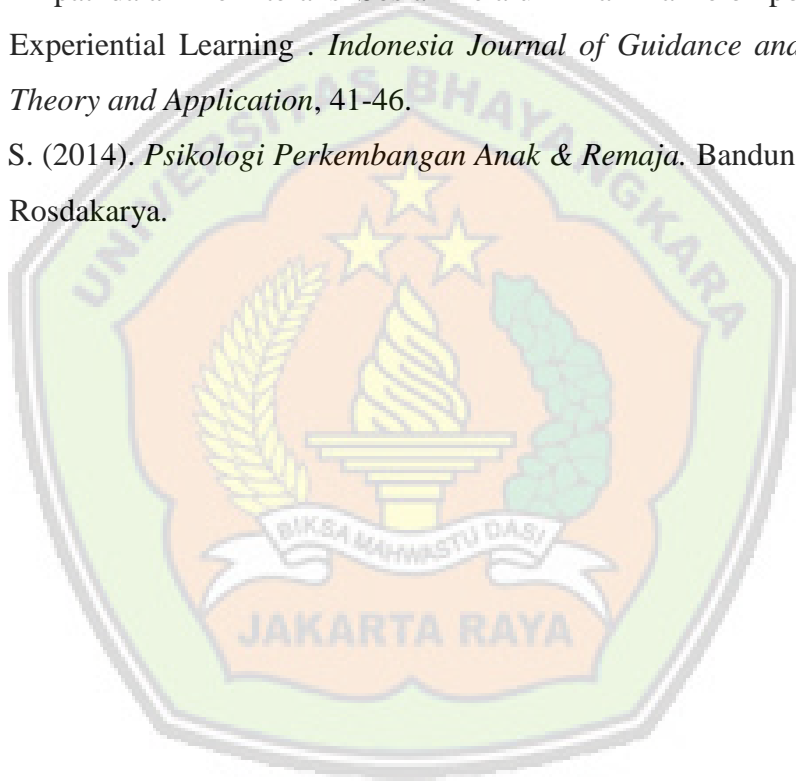 Experiential Learning . Indonesia Journal of Guidance and
Theory and Application, 41-46.
S. (2014). Psikologi Perkembangan Anak & Remaja. Bandun
Rosdakarya.
UNIVERSITAS BHAYANGKARA
BIKSA MAHWASTU DASI
JAKARTA RAYA